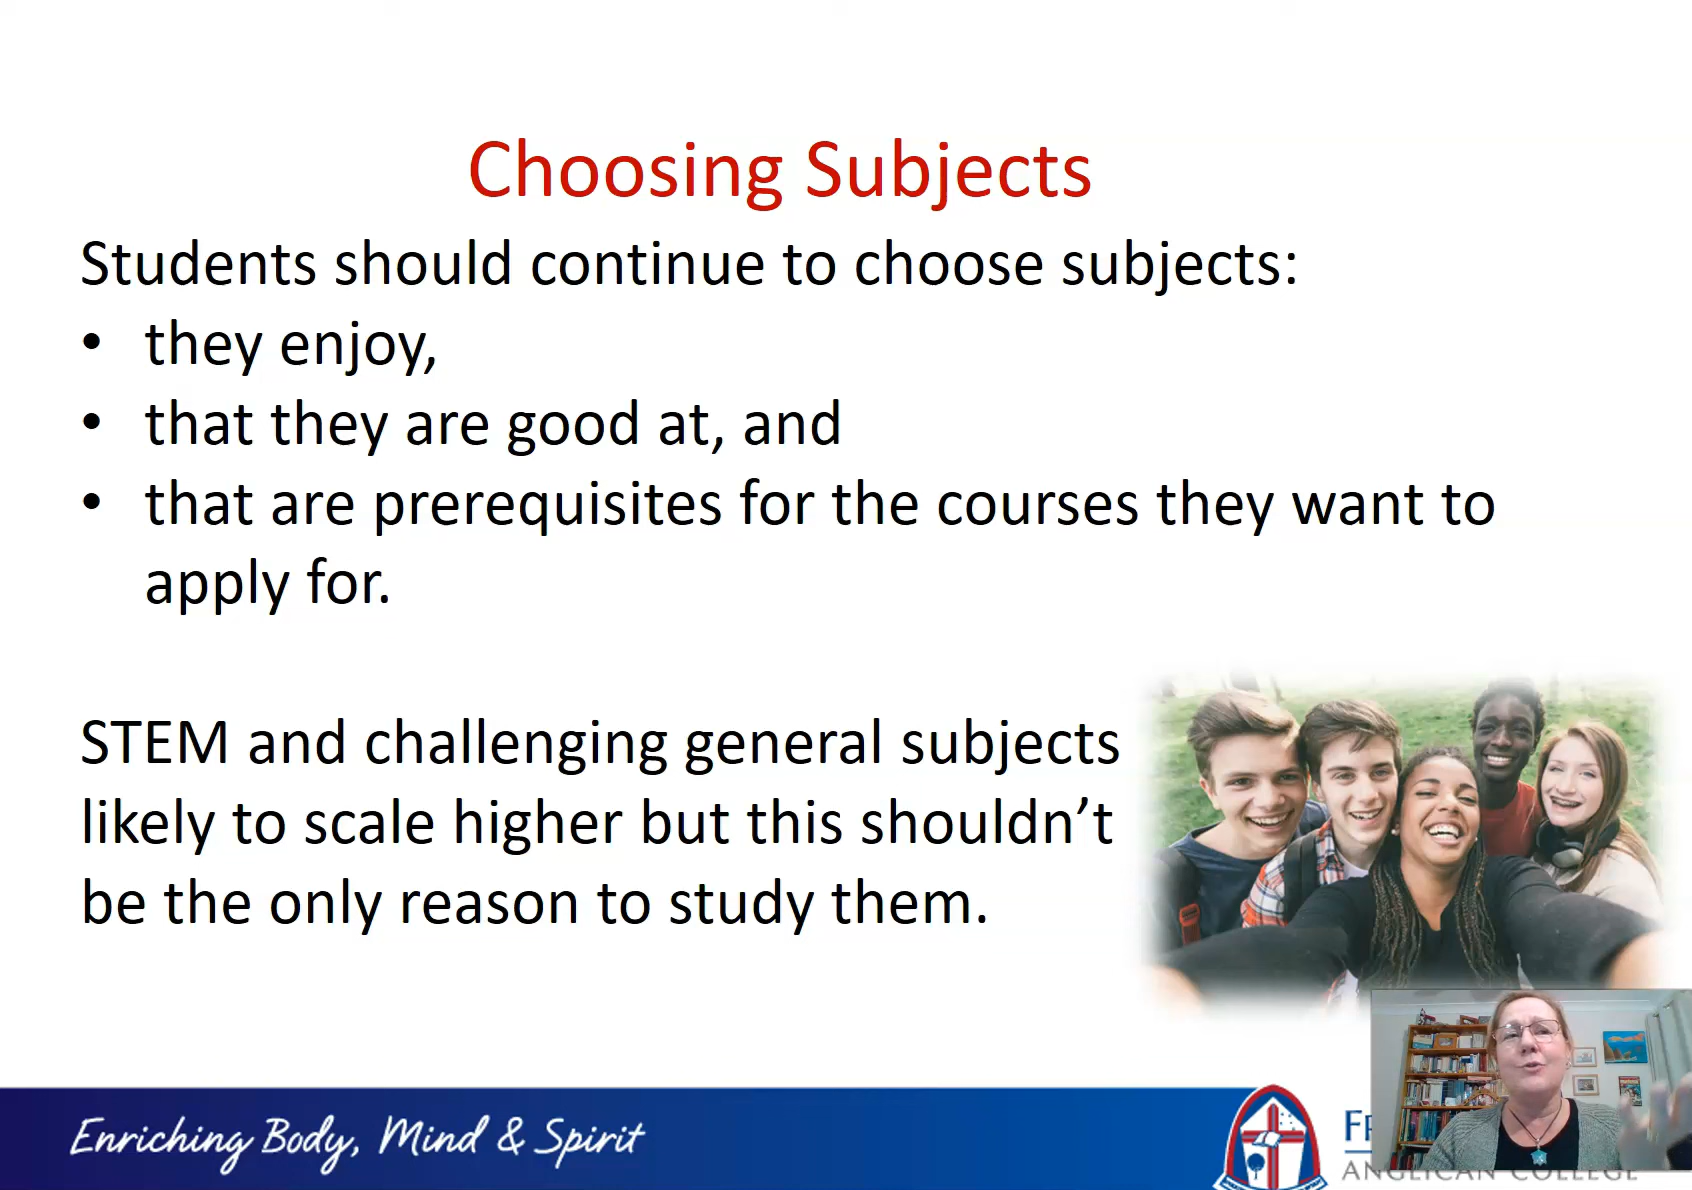 Choosing Subjects
Students should continue to choose subjects:
• they enjoy,
• that they are good at, and
• that are prerequisites for the courses they want to
apply for.
STEM and challenging general subjects
likely to scale higher but this shouldn’t
be the only reason to study them.
Enriching Body, Mind & Spirit
ANGLICAN COLLEGE